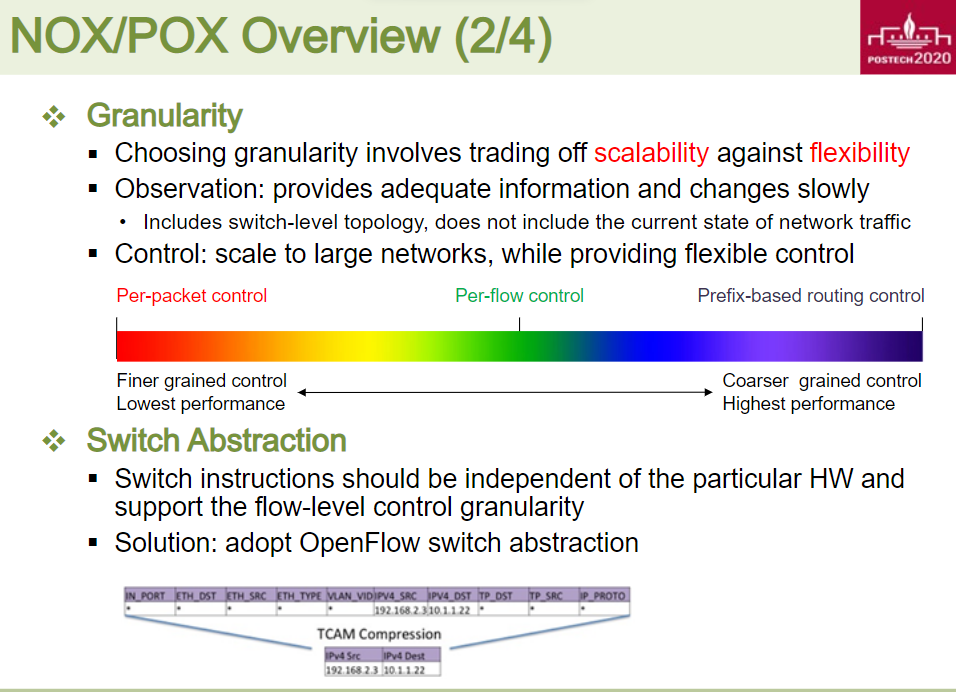 NOX/POX Overview (2/4)
POSTECH 2020
Granularity
Choosing granularity involves trading off scalability against flexibility
Observation: provides adequate information and changes slowly
Includes switch-level topology, does not include the current state of network traffic
Control: scale to large networks, while providing flexible control
Per-packet control Per-flow control Prefix-based routing control
Finer grained control Coarser grained control
Lowest performance Highest performance
Switch Abstraction
Switch instructions should be independent of the particular HW and
support the flow-level control granularity
Solution: adopt OpenFlow switch abstraction
IN_PORT ETH_DST ETH_SRC ETH_TYPE VLAN_VID IPV4_SRC IPV4_DST TP_DST TP_SRC IP_PROTO
* * * * * 192.168.2.3 10.1.1.22 * * *
TCAM Compression
IPv4 Src IPv4 Dest
192.168.2.3 10.1.1.22